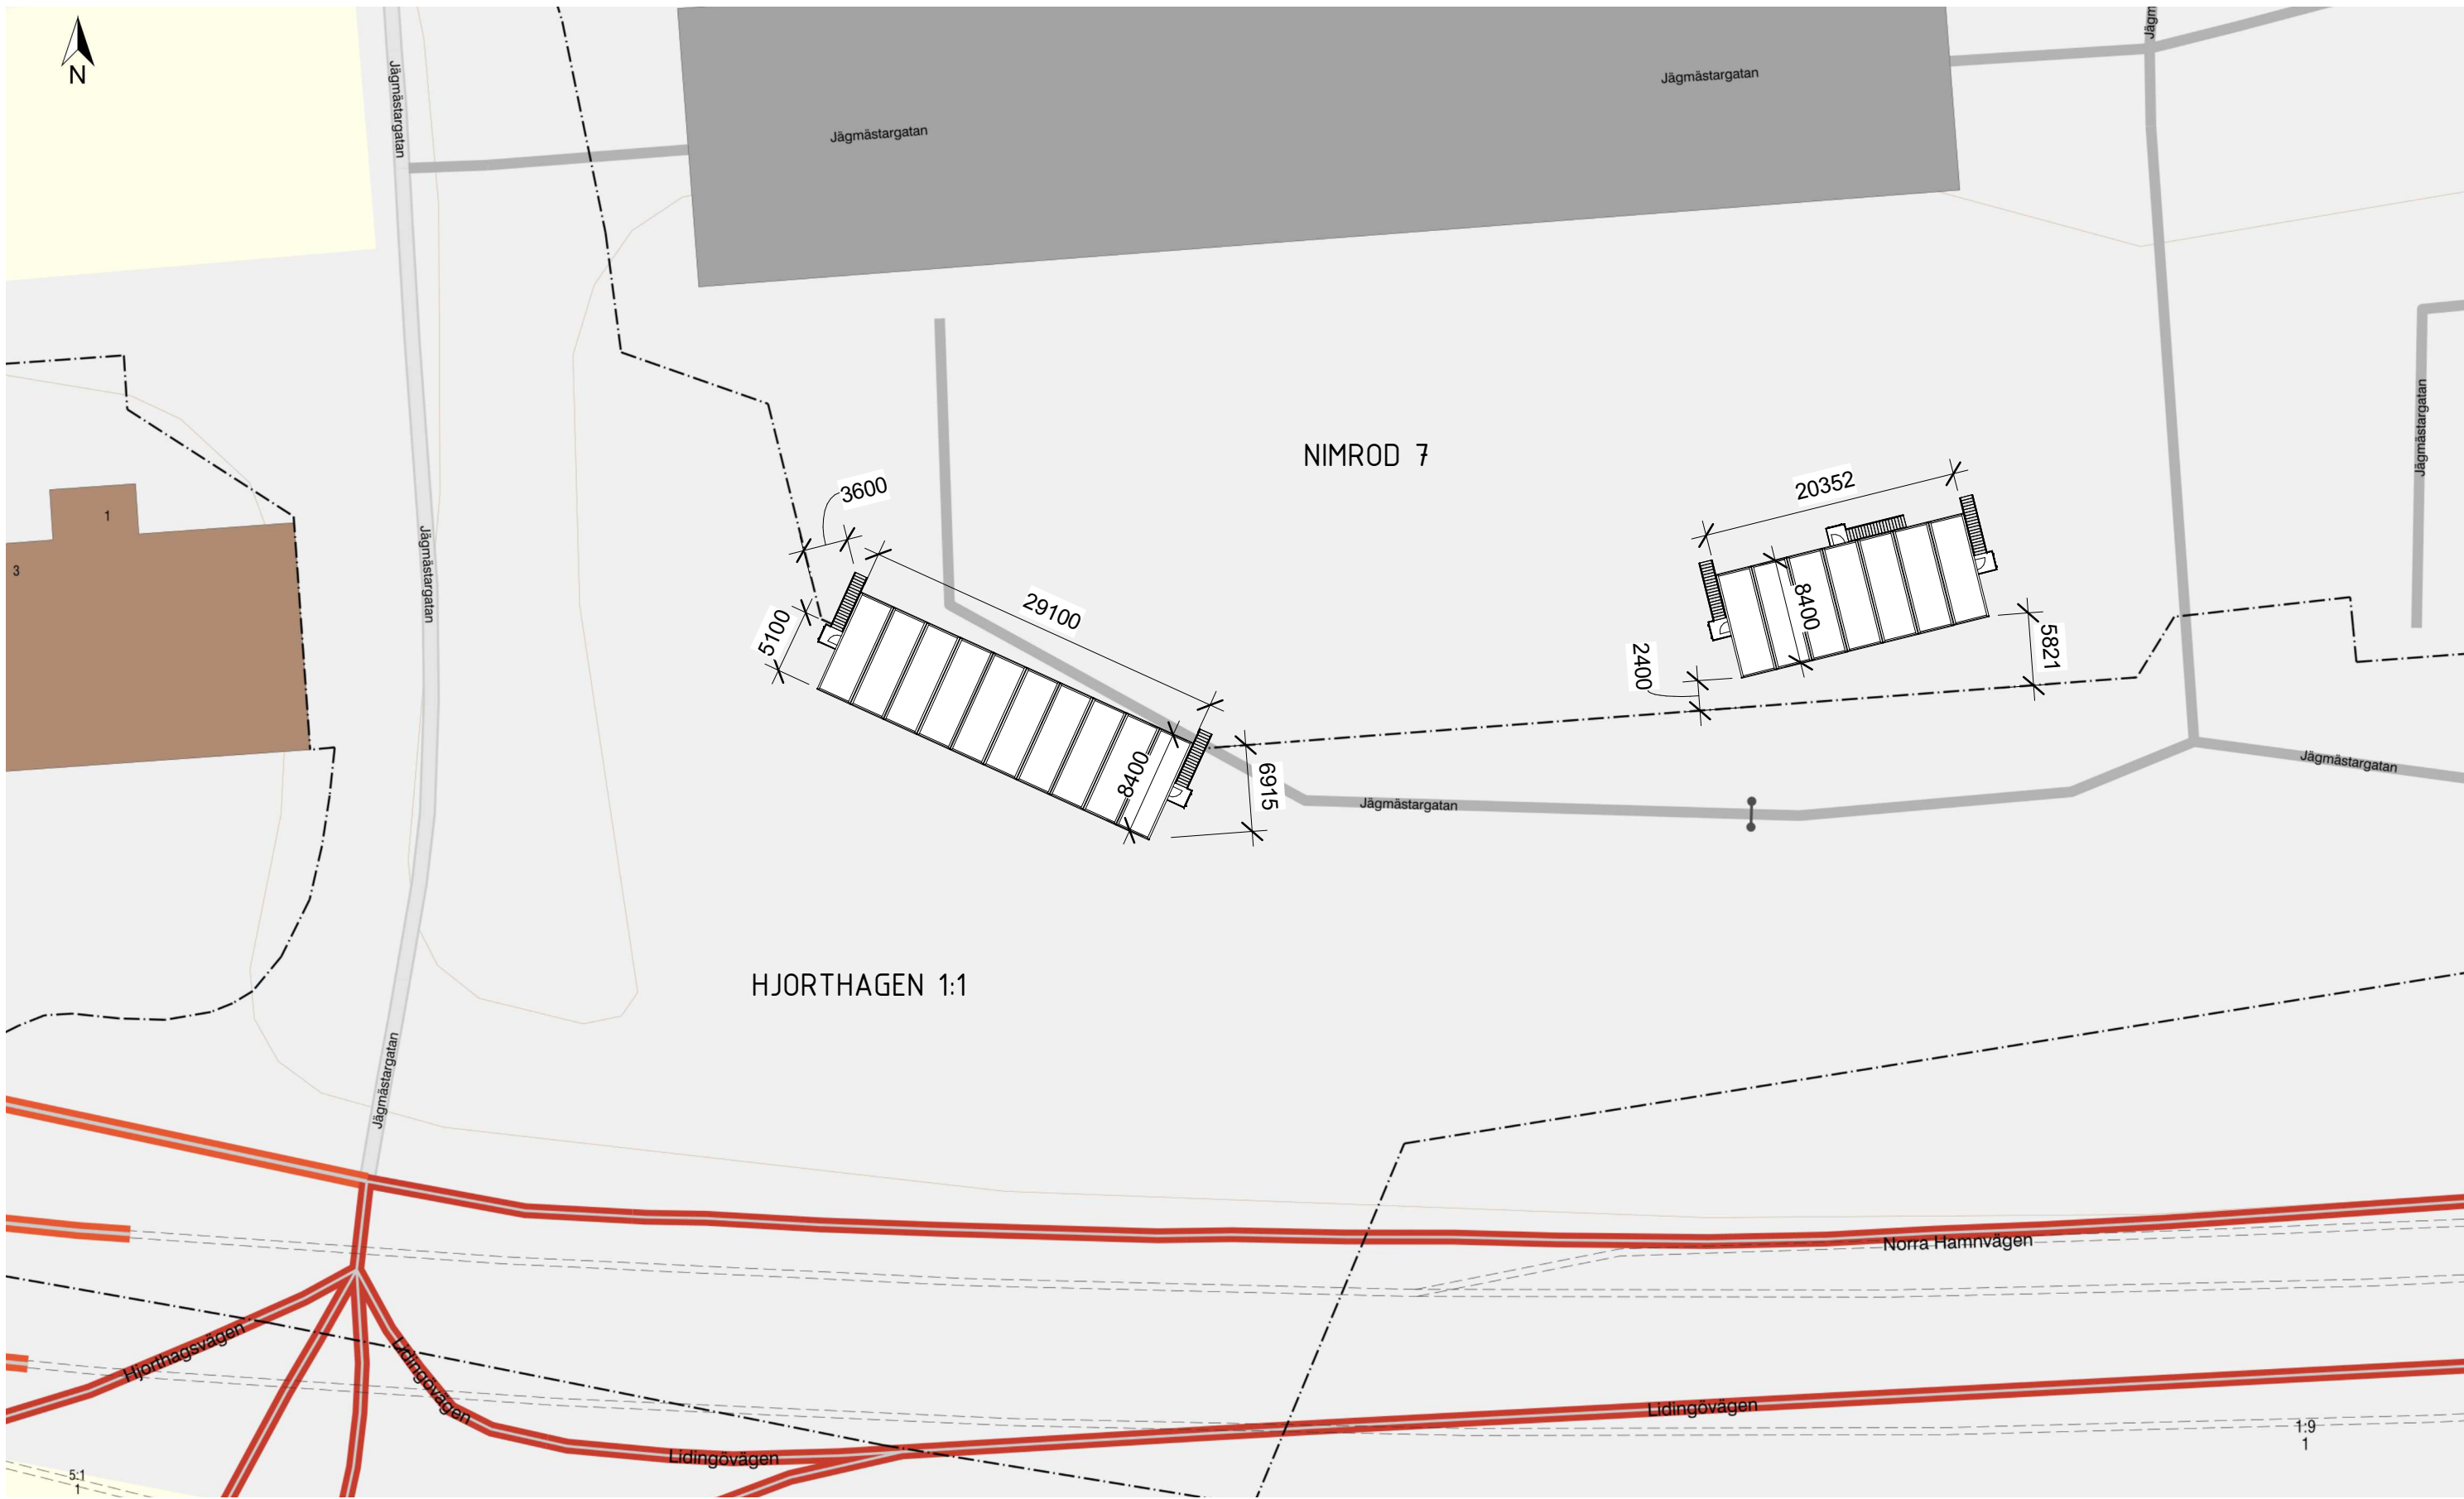 N
Jägmästargatan
Jägm
Jägmästargatan
Jägmästargatan
Jägmästargatan
NIMROD 7
3600
20352
1
3
Jägmästargatan
29100
5100
8400
2400
5821
8400
6915
Jägmästargatan
Jägmästargatan
HJORTHAGEN 1:1
Jägmästargatan
Norra Hamnvägen
Hjorthagsvägen
Lidingövägen
Lidingövägen
Lidingövägen
1:9
1
5:1
1